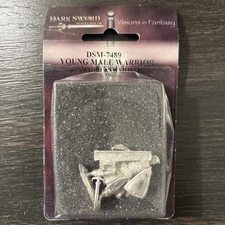 DARK SWORD
Visions in Fantasy
DSM-7489
YOUNG MALE WARRIOR